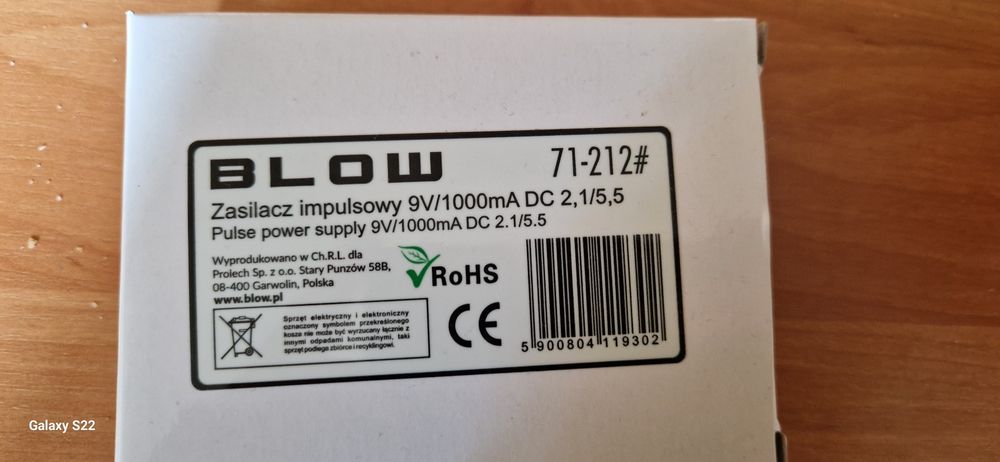 BLOW 71-212#
Zasilacz impulsowy 9V/1000mA DC 2,1/5,5
Pulse power supply 9V/1000mA DC 2.1/5.5
Wyprodukowano w Ch.R.L. dla
Prolech Sp. z o.o. Stary Punzów 58B,
08-400 Garwolin, Polska
www.blow.pl
RoHS
Sprzęt elektryczny i elektroniczny
oznaczony symbolem przekreślonego
kosza nie może być wyrzucany łącznie z
innymi odpadami komunalnymi, taki
sprzęt podlega zbiórce i recyklingowi.
CE
5 900804 119302
Galaxy S22